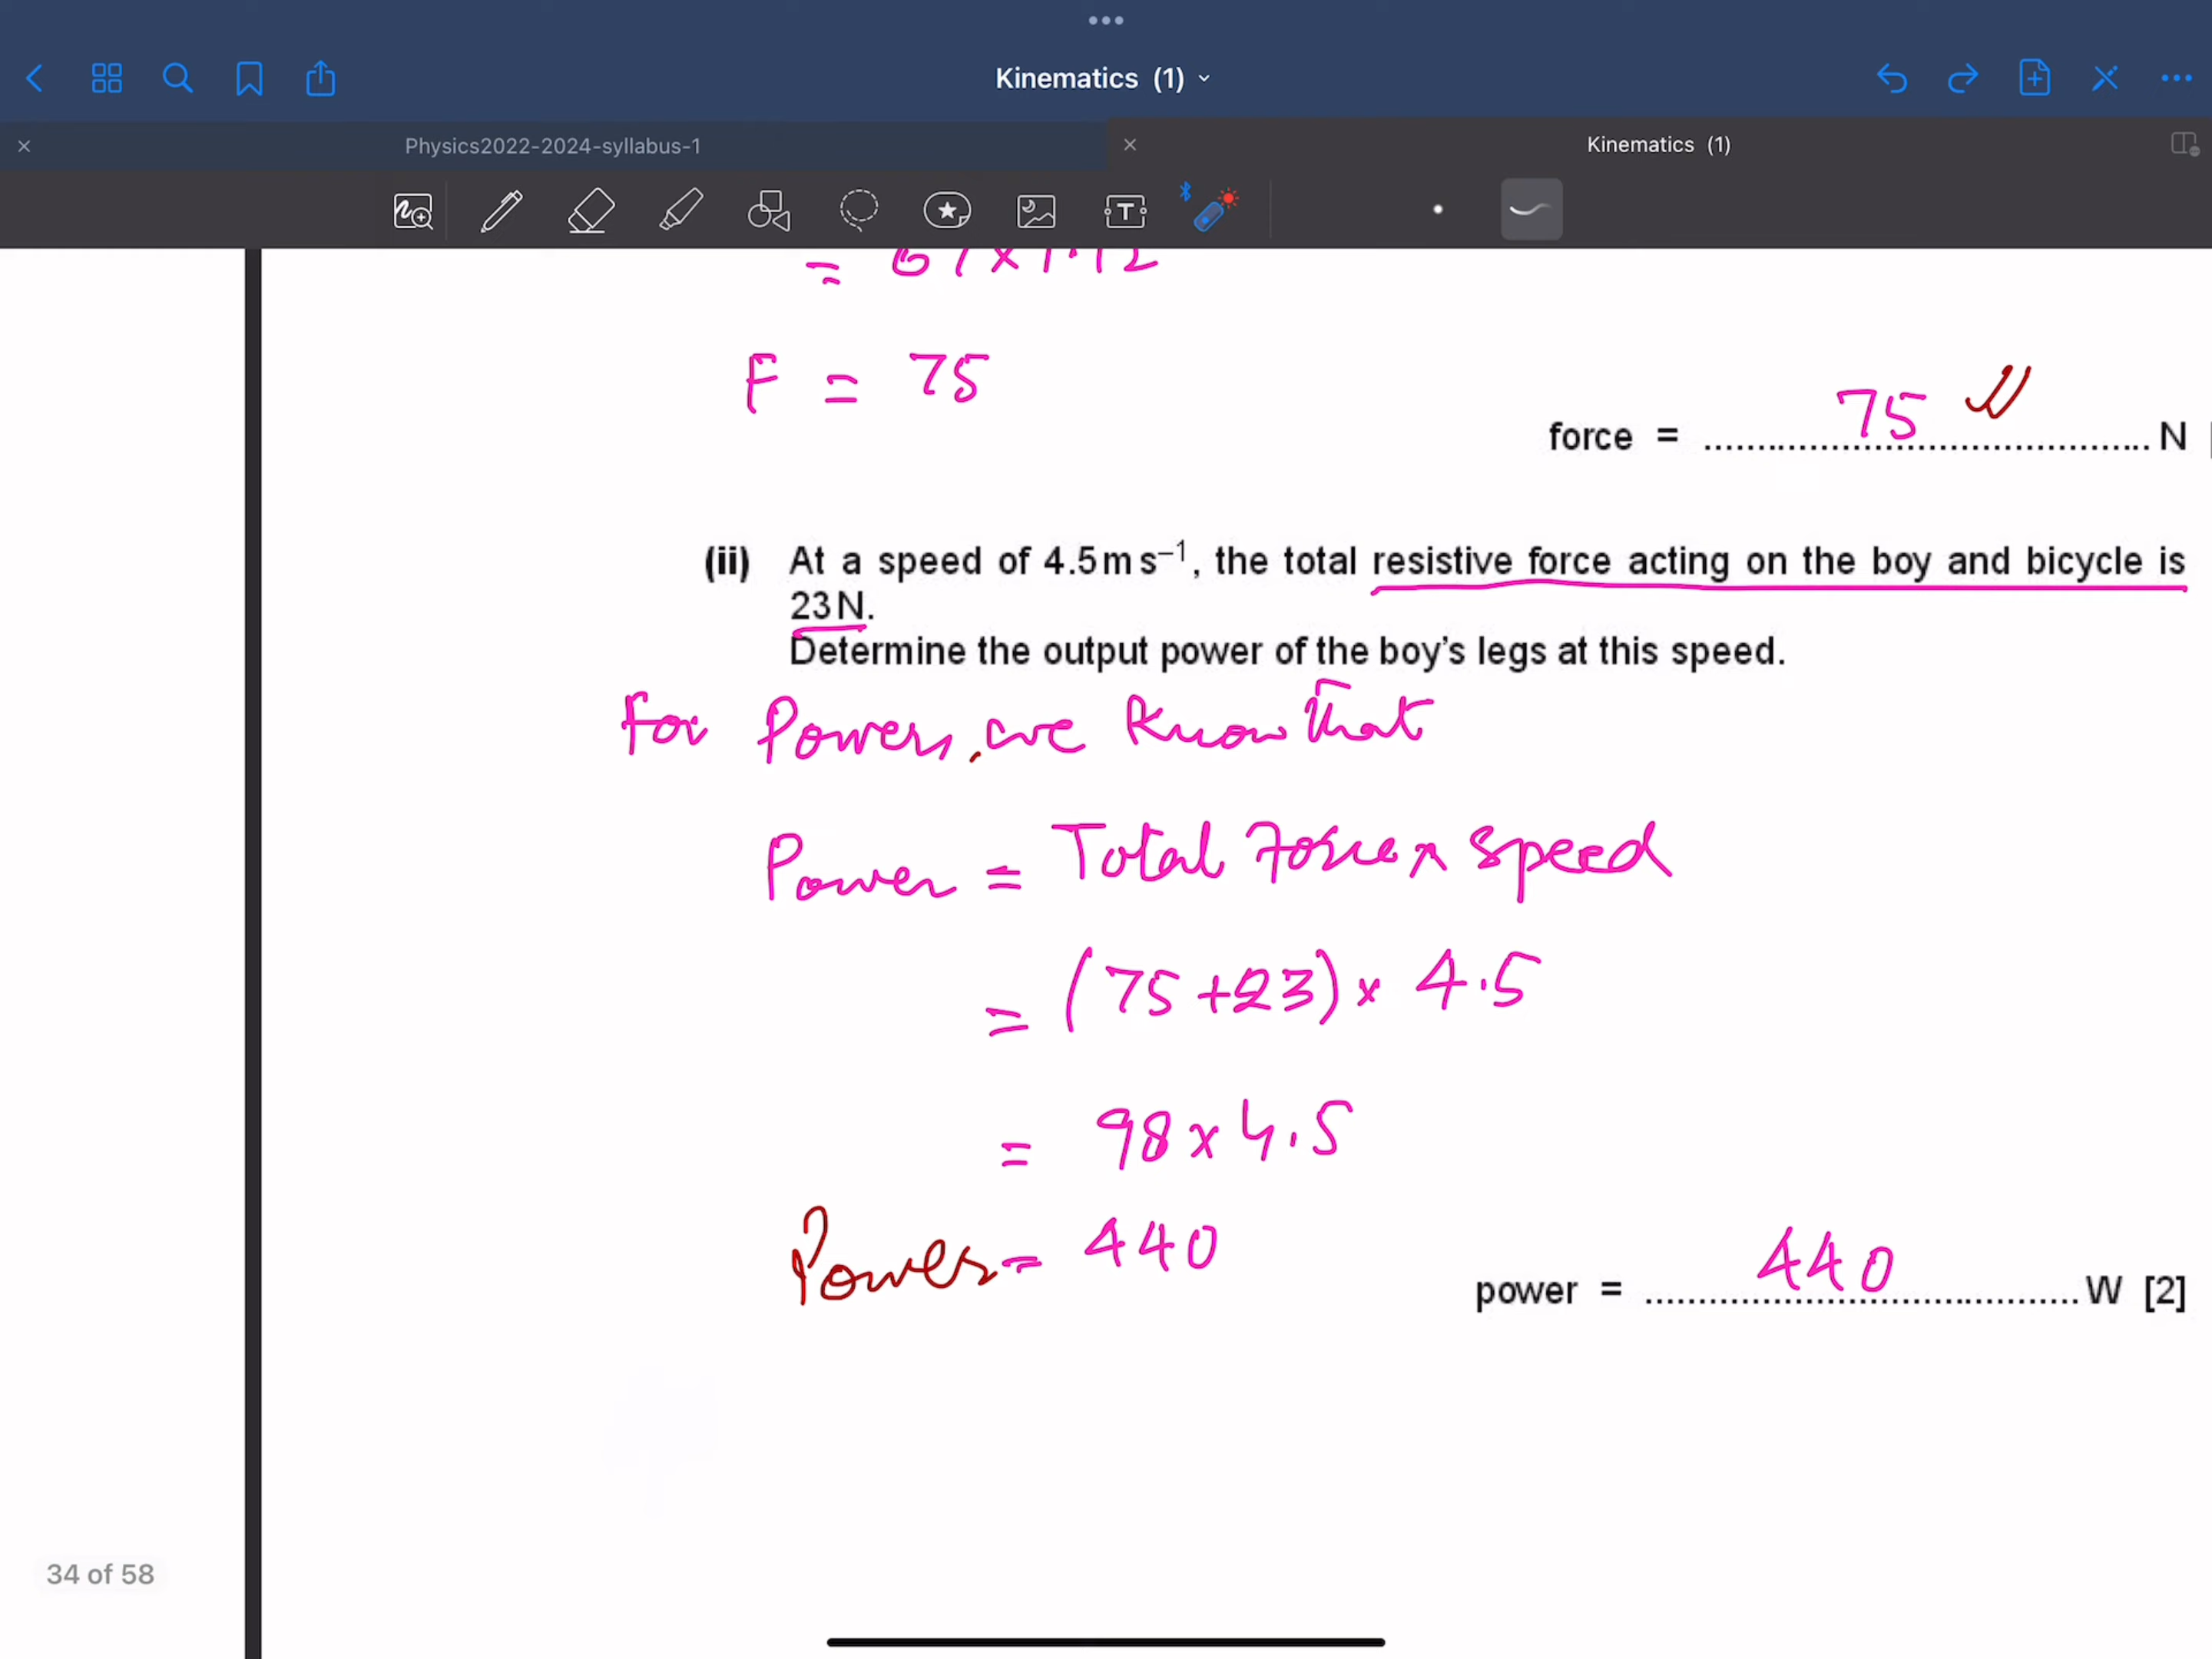 Kinematics (1)
Physics2022-2024-syllabus-1
Kinematics (1)
T
= 67x1.12
F = 75
force = 75 N
(ii) At a speed of 4.5 m s⁻¹, the total resistive force acting on the boy and bicycle is
23 N.
Determine the output power of the boy's legs at this speed.
For Power, we know that
Power = Total Force x speed
= (75+23) x 4.5
= 98 x 4.5
Power = 440
power = 440 W [2]
34 of 58